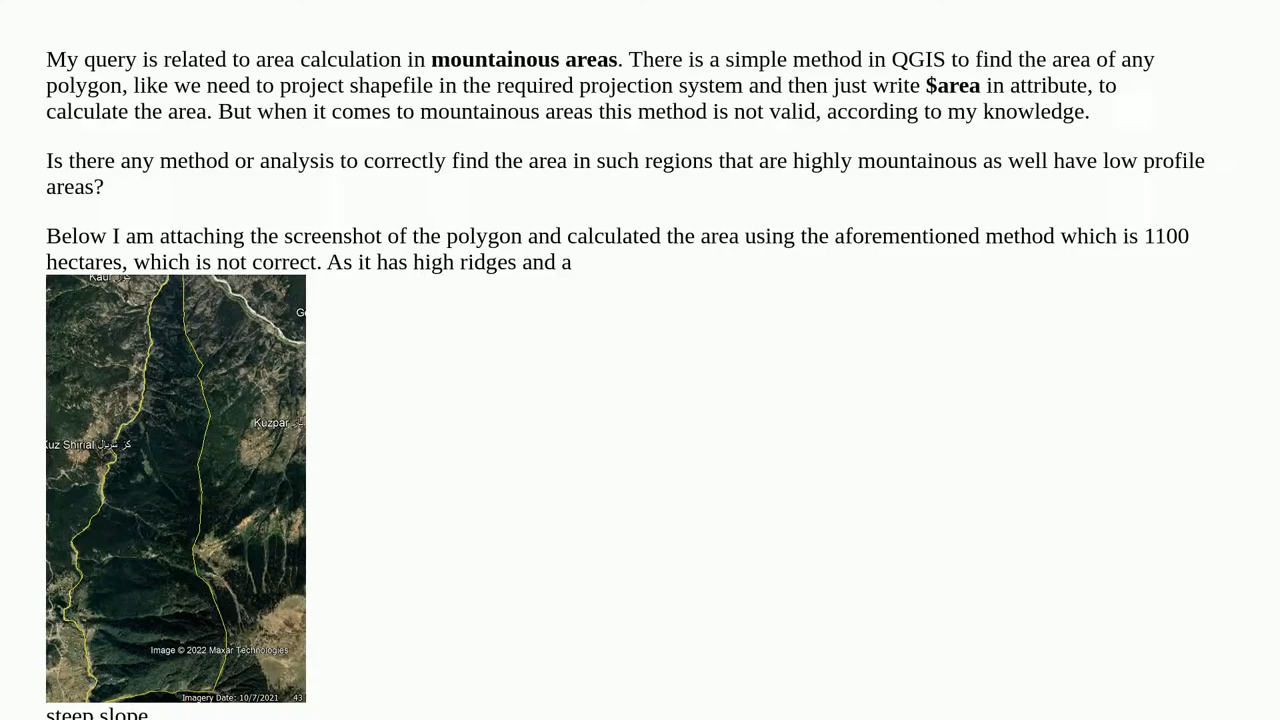 My query is related to area calculation in mountainous areas. There is a simple method in QGIS to find the area of any
polygon, like we need to project shapefile in the required projection system and then just write $area in attribute, to
calculate the area. But when it comes to mountainous areas this method is not valid, according to my knowledge.
Is there any method or analysis to correctly find the area in such regions that are highly mountainous as well have low profile
areas?
Below I am attaching the screenshot of the polygon and calculated the area using the aforementioned method which is 1100
hectares, which is not correct. As it has high ridges and a
Kuzpar
Kuz Shirial کز شریال
Image © 2022 Maxar Technologies
Imagery Date: 10/7/2021 43
steep slope